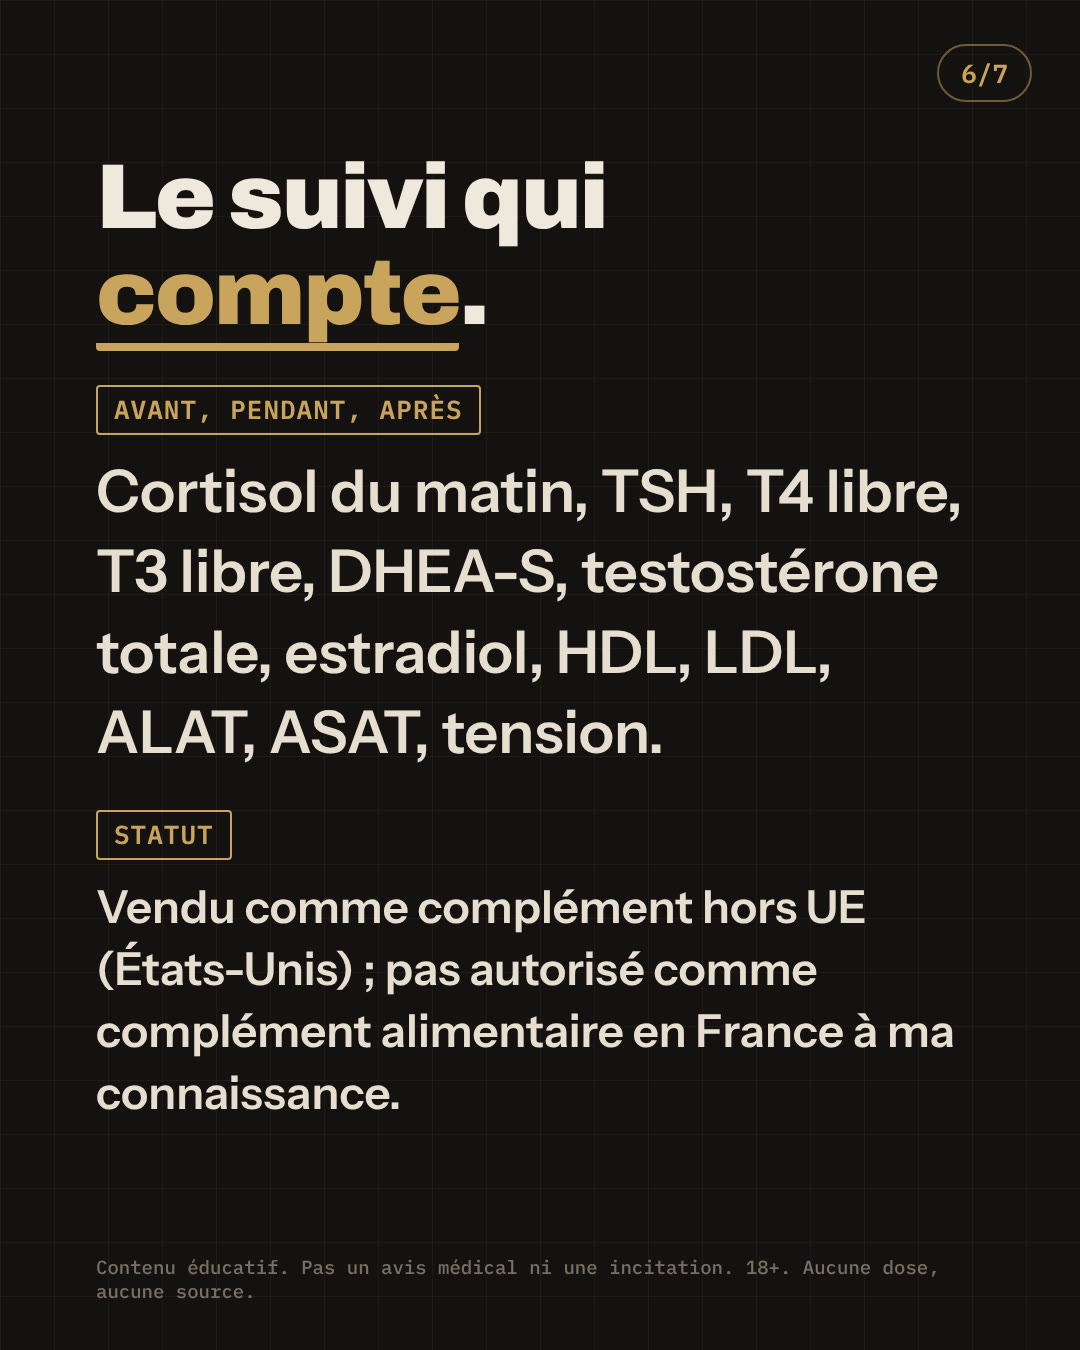 6/7
Le suivi qui
compte.
AVANT, PENDANT, APRÈS
Cortisol du matin, TSH, T4 libre,
T3 libre, DHEA-S, testostérone
totale, estradiol, HDL, LDL,
ALAT, ASAT, tension.
STATUT
Vendu comme complément hors UE
(États-Unis) ; pas autorisé comme
complément alimentaire en France à ma
connaissance.
Contenu éducatif. Pas un avis médical ni une incitation. 18+. Aucune dose,
aucune source.